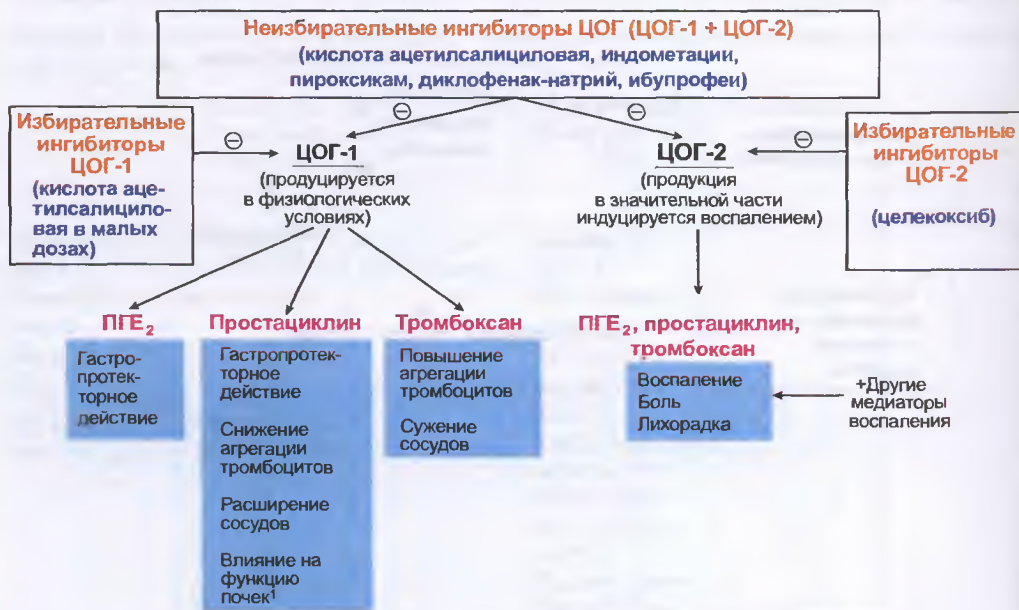 Неизбирательные ингибиторы ЦОГ (ЦОГ-1 + ЦОГ-2)
(кислота ацетилсалициловая, индометации,
пироксикам, диклофенак-натрий, ибупрофеи)
Избирательные
ингибиторы
ЦОГ-1
(кислота аце-
тилсалицило-
вая в малых
дозах)
⊖
⊖
⊖
⊖
ЦОГ-1
(продуцируется
в физиологических
условиях)
ЦОГ-2
(продукция
в значительной части
индуцируется воспалением)
Избирательные
ингибиторы
ЦОГ-2
(целекоксиб)
ПГЕ₂
Гастро-
протек-
торное
действие
Простациклин
Гастропротек-
торное
действие
Снижение
агрегации
тромбоцитов
Расширение
сосудов
Влияние на
функцию
почек¹
Тромбоксан
Повышение
агрегации
тромбоцитов
Сужение
сосудов
ПГЕ₂, простациклин,
тромбоксан
Воспаление
Боль
Лихорадка
+Другие
медиаторы
воспаления